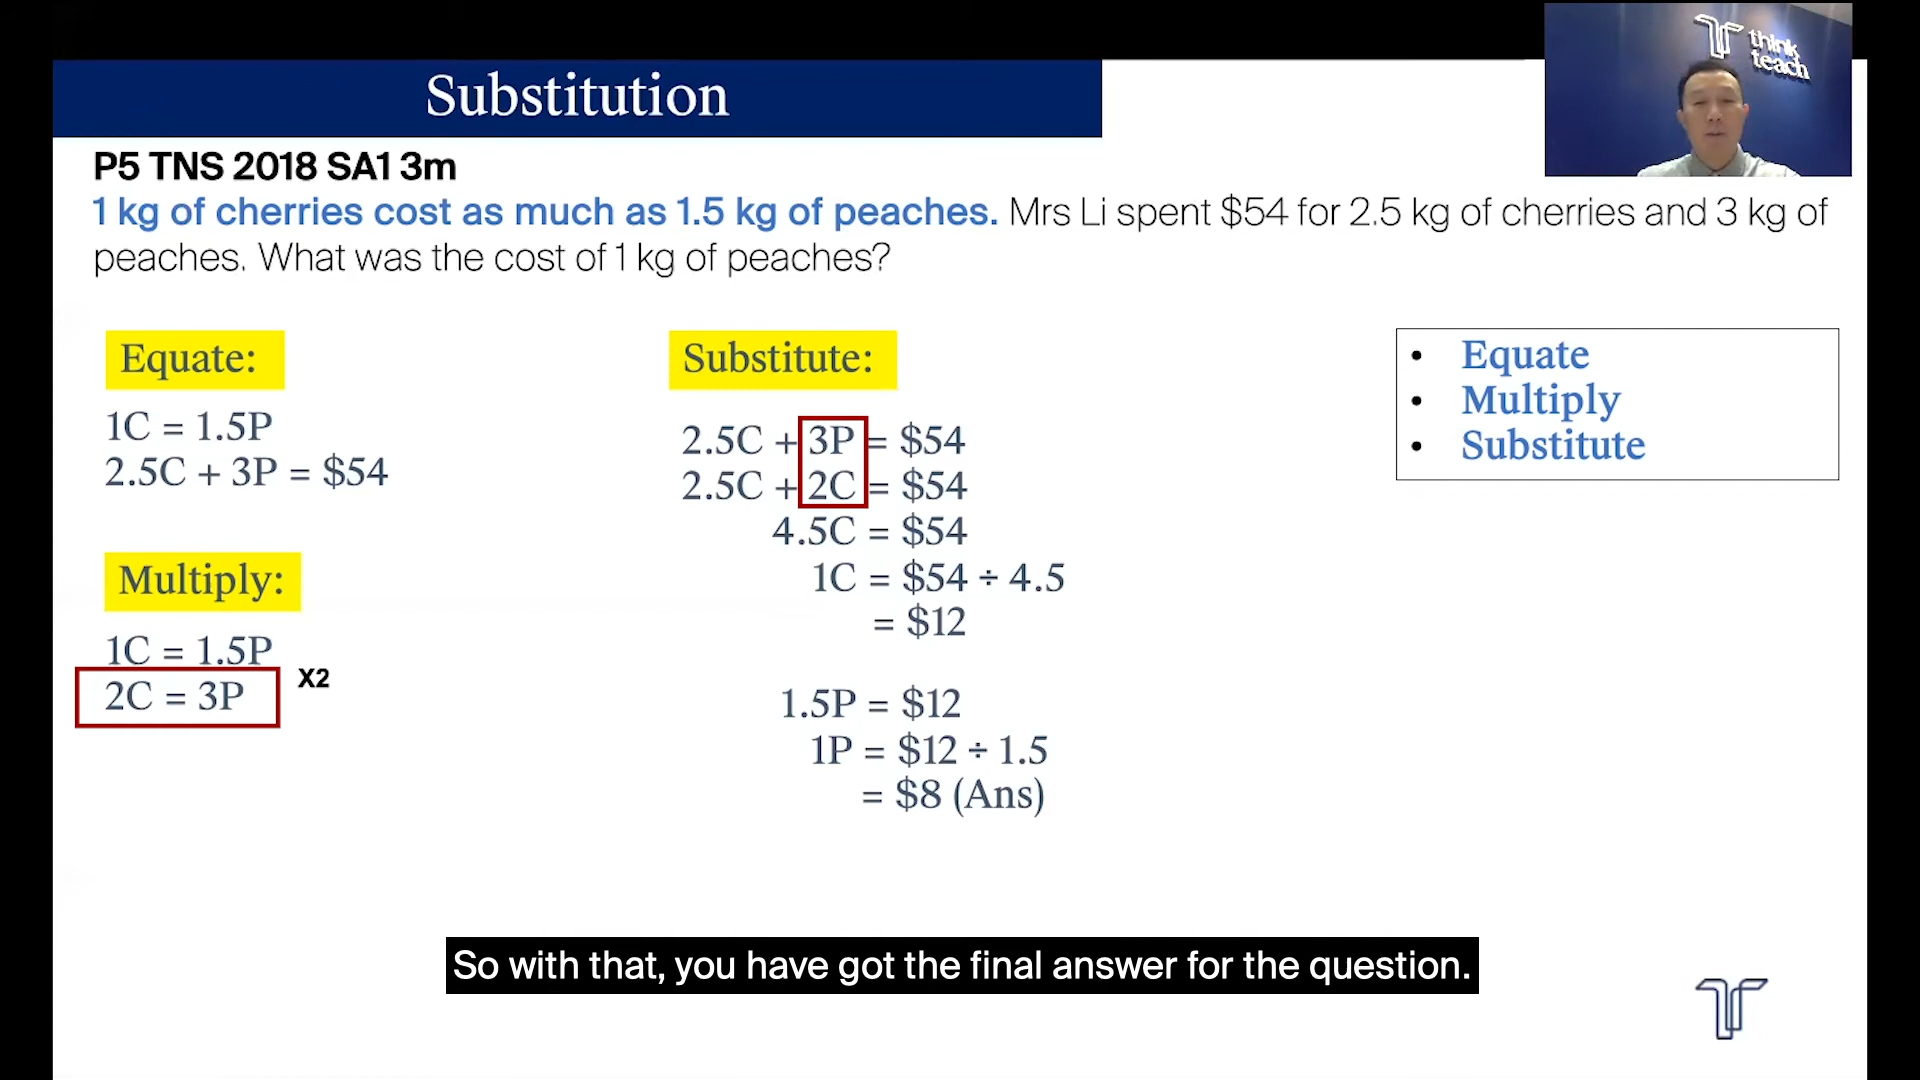 think
teach
Substitution
P5 TNS 2018 SA1 3m
1 kg of cherries cost as much as 1.5 kg of peaches. Mrs Li spent $54 for 2.5 kg of cherries and 3 kg of
peaches. What was the cost of 1 kg of peaches?
Equate:
1C = 1.5P
2.5C + 3P = $54
Multiply:
1C = 1.5P
2C = 3P
X2
Substitute:
2.5C + 3P = $54
2.5C + 2C = $54
4.5C = $54
1C = $54 ÷ 4.5
= $12
1.5P = $12
1P = $12 ÷ 1.5
= $8 (Ans)
• Equate
• Multiply
• Substitute
So with that, you have got the final answer for the question.